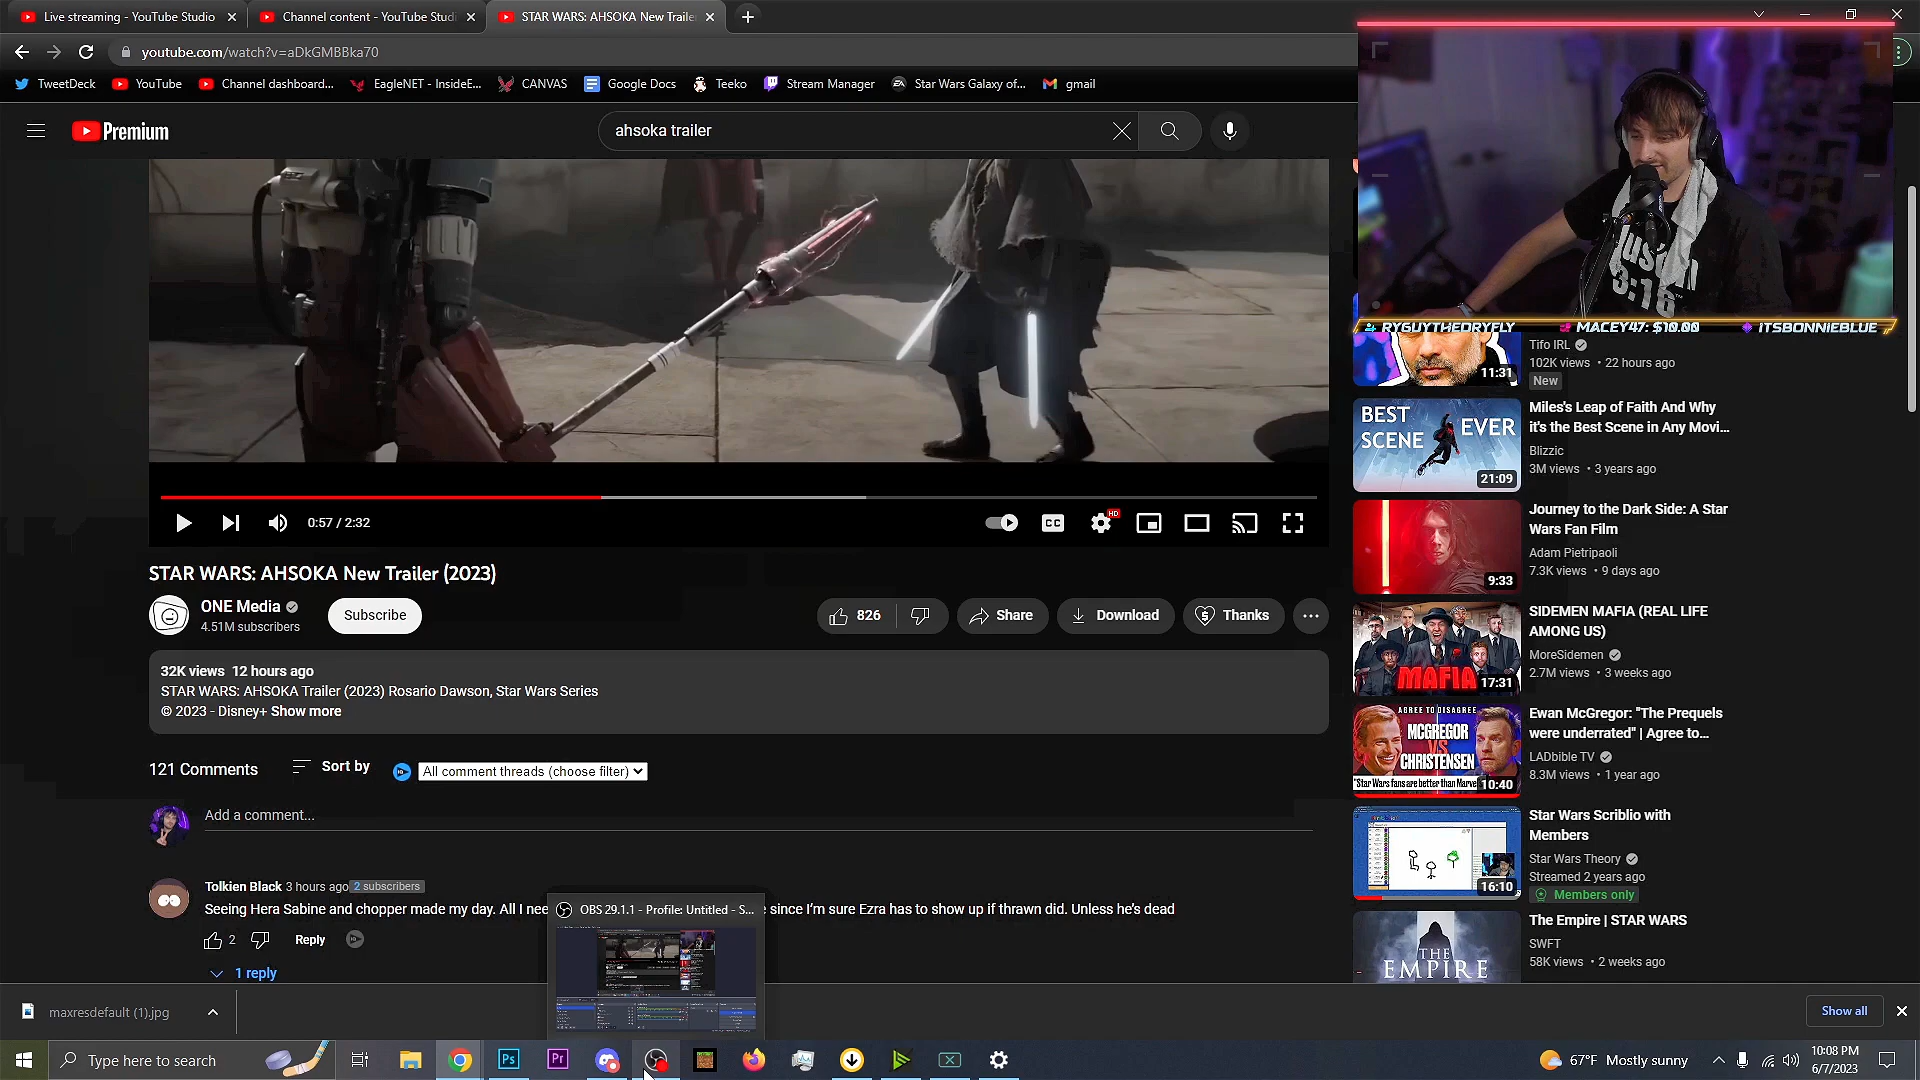 Live streaming - YouTube Studio
Channel content - YouTube Studi
STAR WARS: AHSOKA New Traile
youtube.com/watch?v=aDkGMBBka70
TweetDeck
YouTube
Channel dashboard...
EagleNET - InsideE...
CANVAS
Google Docs
Teeko
Stream Manager
Star Wars Galaxy of...
gmail
Premium
ahsoka trailer
Just
3:16
RYGUYTHEDRYFLY
MACEY47: $10.00
ITSBONNIEBLUE
0:57 / 2:32
CC
HD
STAR WARS: AHSOKA New Trailer (2023)
ONE Media
4.51M subscribers
Subscribe
826
Share
Download
Thanks
32K views 12 hours ago
STAR WARS: AHSOKA Trailer (2023) Rosario Dawson, Star Wars Series
© 2023 - Disney+ Show more
121 Comments
Sort by
All comment threads (choose filter)
Add a comment...
Tolkien Black 3 hours ago 2 subscribers
Seeing Hera Sabine and chopper made my day. All I nee
e since I'm sure Ezra has to show up if thrawn did. Unless he's dead
2
Reply
1 reply
OBS 29.1.1 - Profile: Untitled - S...
11:31
Tifo IRL
102K views • 22 hours ago
New
BEST
SCENE
EVER
21:09
Miles's Leap of Faith And Why
it's the Best Scene in Any Movi...
Blizzic
3M views • 3 years ago
9:33
Journey to the Dark Side: A Star
Wars Fan Film
Adam Pietripaoli
7.3K views • 9 days ago
MAFIA
17:31
SIDEMEN MAFIA (REAL LIFE
AMONG US)
MoreSidemen
2.7M views • 3 weeks ago
AGREE TO DISAGREE
MCGREGOR
VS
CHRISTENSEN
"Star Wars fans are better than Marve
10:40
Ewan McGregor: "The Prequels
were underrated" | Agree to...
LADbible TV
8.3M views • 1 year ago
16:10
Star Wars Scriblio with
Members
Star Wars Theory
Streamed 2 years ago
Members only
THE
EMPIRE
The Empire | STAR WARS
SWFT
58K views • 2 weeks ago
maxresdefault (1).jpg
Show all
Type here to search
Ps
Pr
67°F Mostly sunny
10:08 PM
6/7/2023